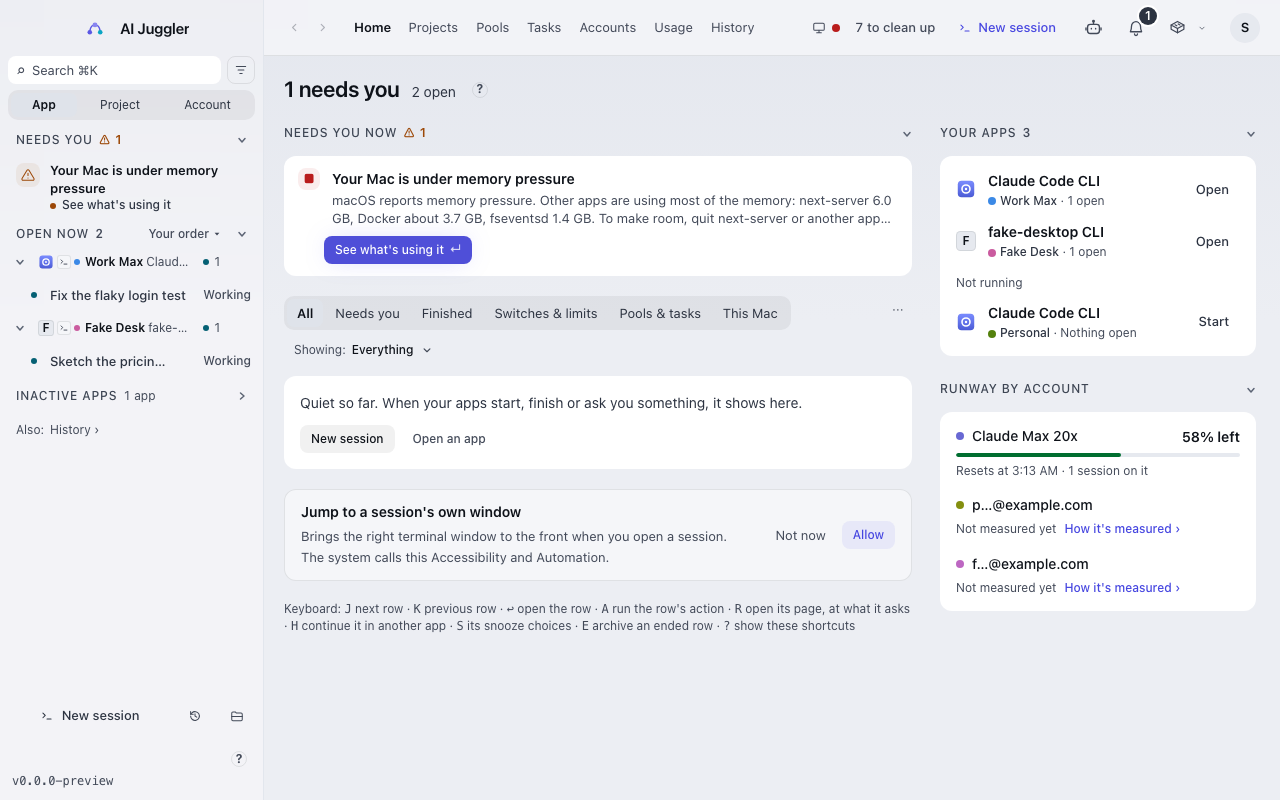 AI Juggler
Search ⌘K
App Project Account
NEEDS YOU 1
Your Mac is under memory
pressure
See what's using it
OPEN NOW 2 Your order
Work Max Claud... 1
Fix the flaky login test Working
F Fake Desk fake-... 1
Sketch the pricin... Working
INACTIVE APPS 1 app
Also: History ›
New session
?
v0.0.0-preview
Home Projects Pools Tasks Accounts Usage History
7 to clean up
New session
1
S
1 needs you 2 open ?
NEEDS YOU NOW 1
Your Mac is under memory pressure
macOS reports memory pressure. Other apps are using most of the memory: next-server 6.0
GB, Docker about 3.7 GB, fseventsd 1.4 GB. To make room, quit next-server or another app...
See what's using it ↵
All Needs you Finished Switches & limits Pools & tasks This Mac ...
Showing: Everything
Quiet so far. When your apps start, finish or ask you something, it shows here.
New session Open an app
Jump to a session's own window
Brings the right terminal window to the front when you open a session.
The system calls this Accessibility and Automation.
Not now Allow
Keyboard: J next row · K previous row · ↩ open the row · A run the row's action · R open its page, at what it asks
· H continue it in another app · S its snooze choices · E archive an ended row · ? show these shortcuts
YOUR APPS 3
Claude Code CLI
Work Max · 1 open
Open
F fake-desktop CLI
Fake Desk · 1 open
Open
Not running
Claude Code CLI
Personal · Nothing open
Start
RUNWAY BY ACCOUNT
Claude Max 20x 58% left
Resets at 3:13 AM · 1 session on it
p...@example.com
Not measured yet How it's measured ›
f...@example.com
Not measured yet How it's measured ›